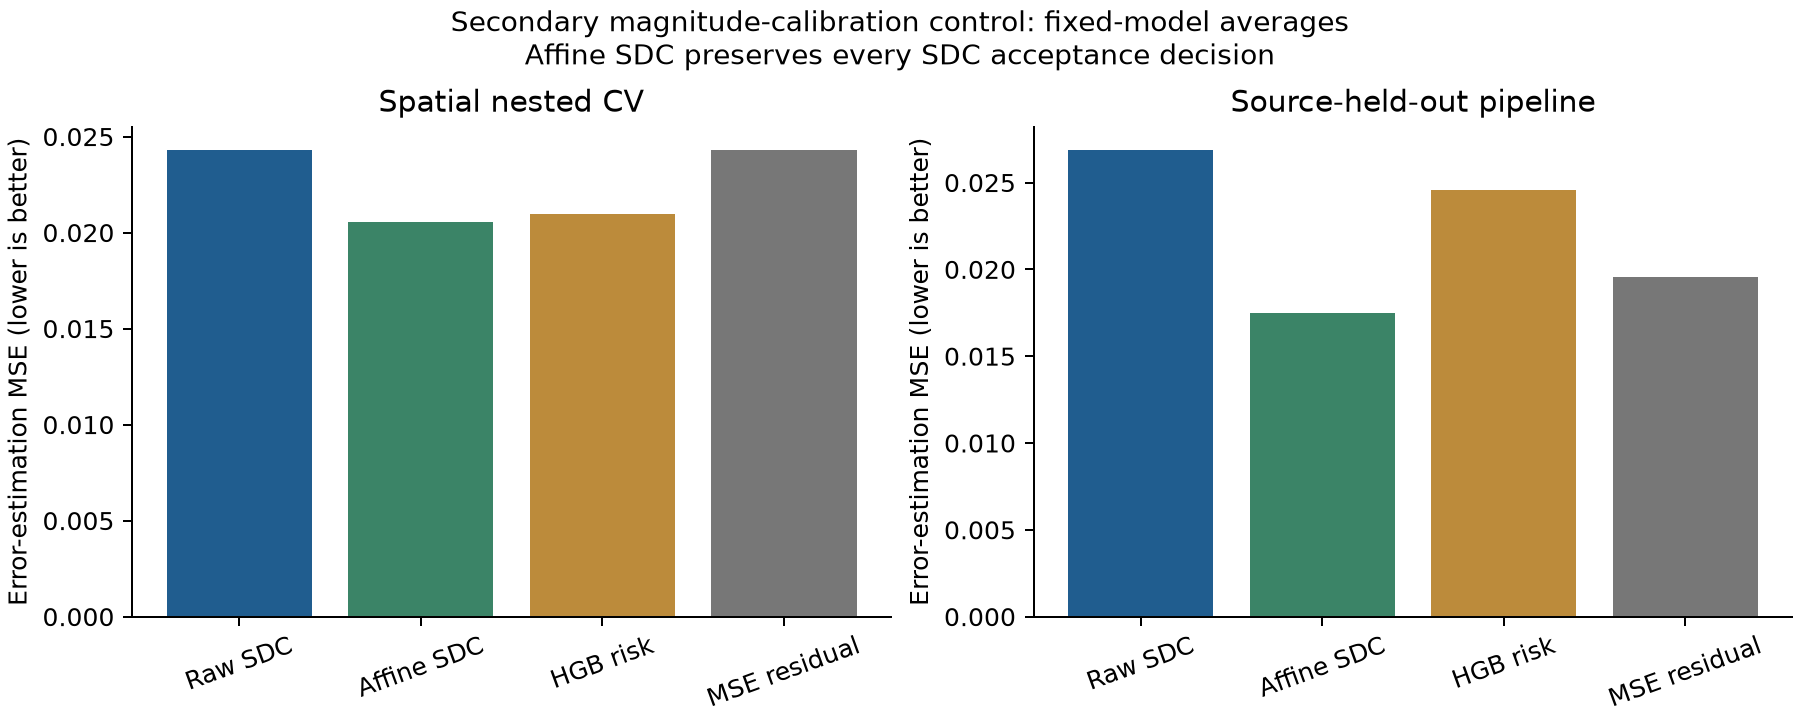 Secondary magnitude-calibration control: fixed-model averages
Affine SDC preserves every SDC acceptance decision
Spatial nested CV
Error-estimation MSE (lower is better)
0.025
0.020
0.015
0.010
0.005
0.000
Raw SDC
Affine SDC
HGB risk
MSE residual
Source-held-out pipeline
Error-estimation MSE (lower is better)
0.025
0.020
0.015
0.010
0.005
0.000
Raw SDC
Affine SDC
HGB risk
MSE residual